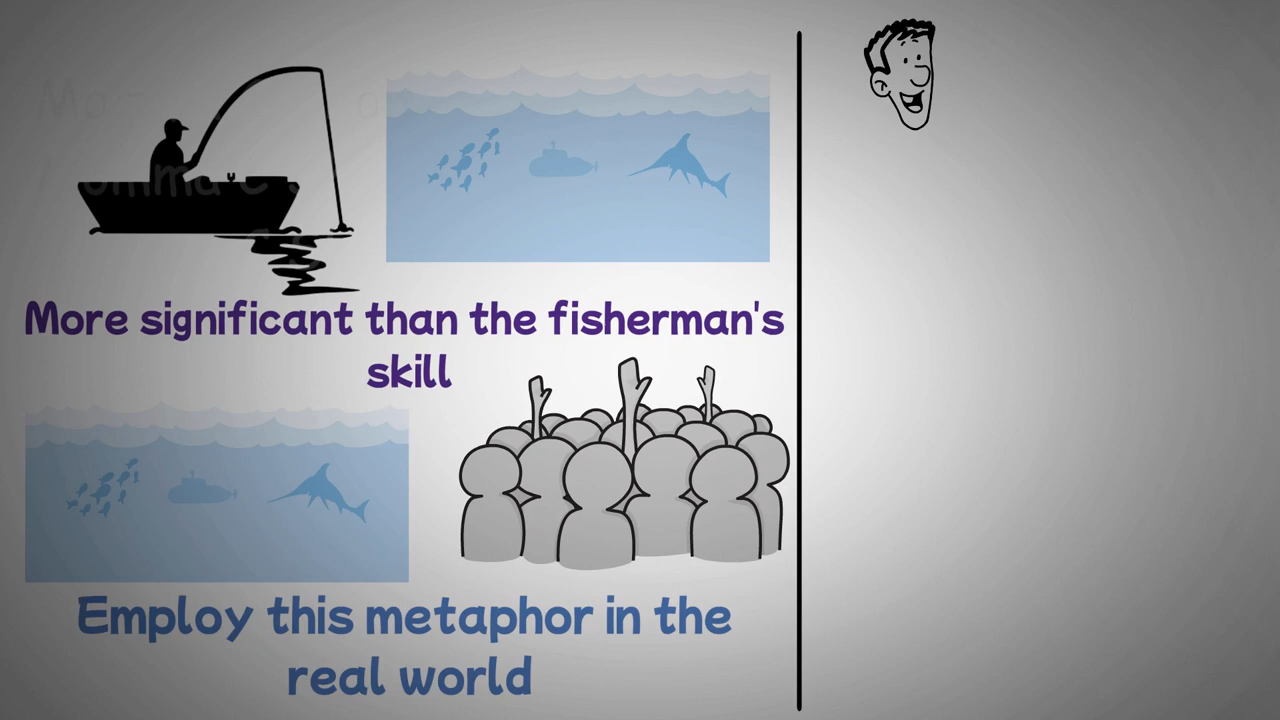 More significant than the fisherman's
skill
Employ this metaphor in the
real world